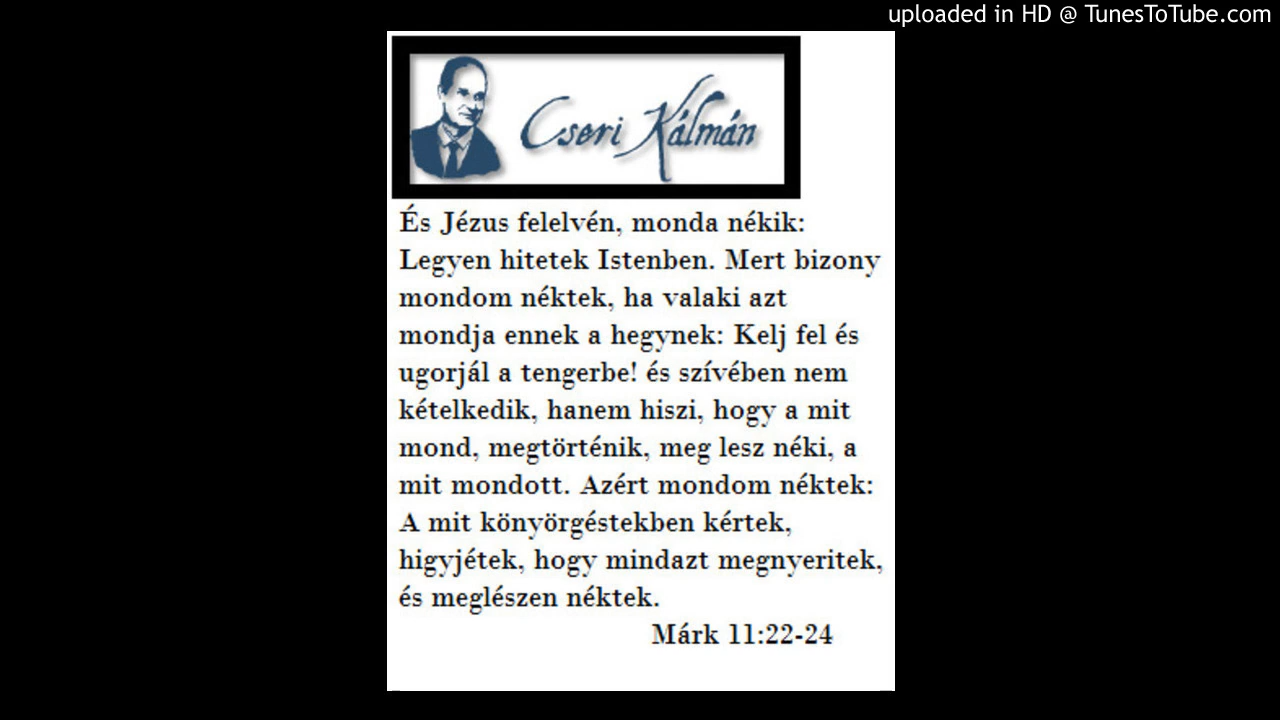 uploaded in HD @ TunesToTube.com
Cseri Kálmán
És Jézus felelvén, monda nékik:
Legyen hitetek Istenben. Mert bizony
mondom néktek, ha valaki azt
mondja ennek a hegynek: Kelj fel és
ugorjál a tengerbe! és szívében nem
kételkedik, hanem hiszi, hogy a mit
mond, megtörténik, meg lesz néki, a
mit mondott. Azért mondom néktek:
A mit könyörgéstekben kértek,
higyjétek, hogy mindazt megnyeritek,
és meglészen néktek.
Márk 11:22-24